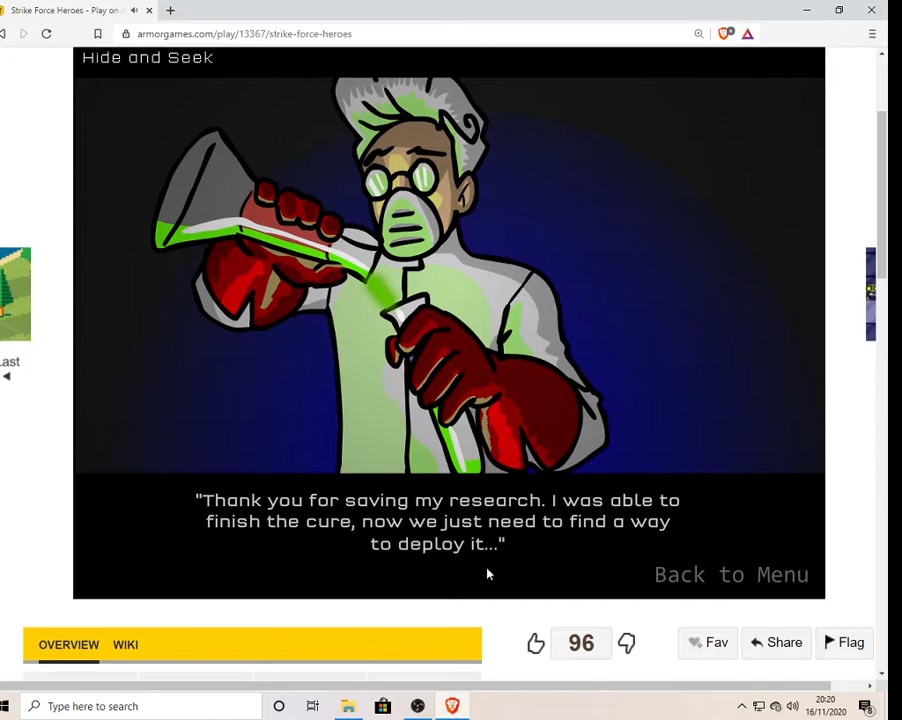 Strike Force Heroes - Play on
armorgames.com/play/13367/strike-force-heroes
Hide and Seek
Last
"Thank you for saving my research. I was able to
finish the cure, now we just need to find a way
to deploy it..."
Back to Menu
OVERVIEW WIKI
96
Fav
Share
Flag
Type here to search
20:20
16/11/2020
8